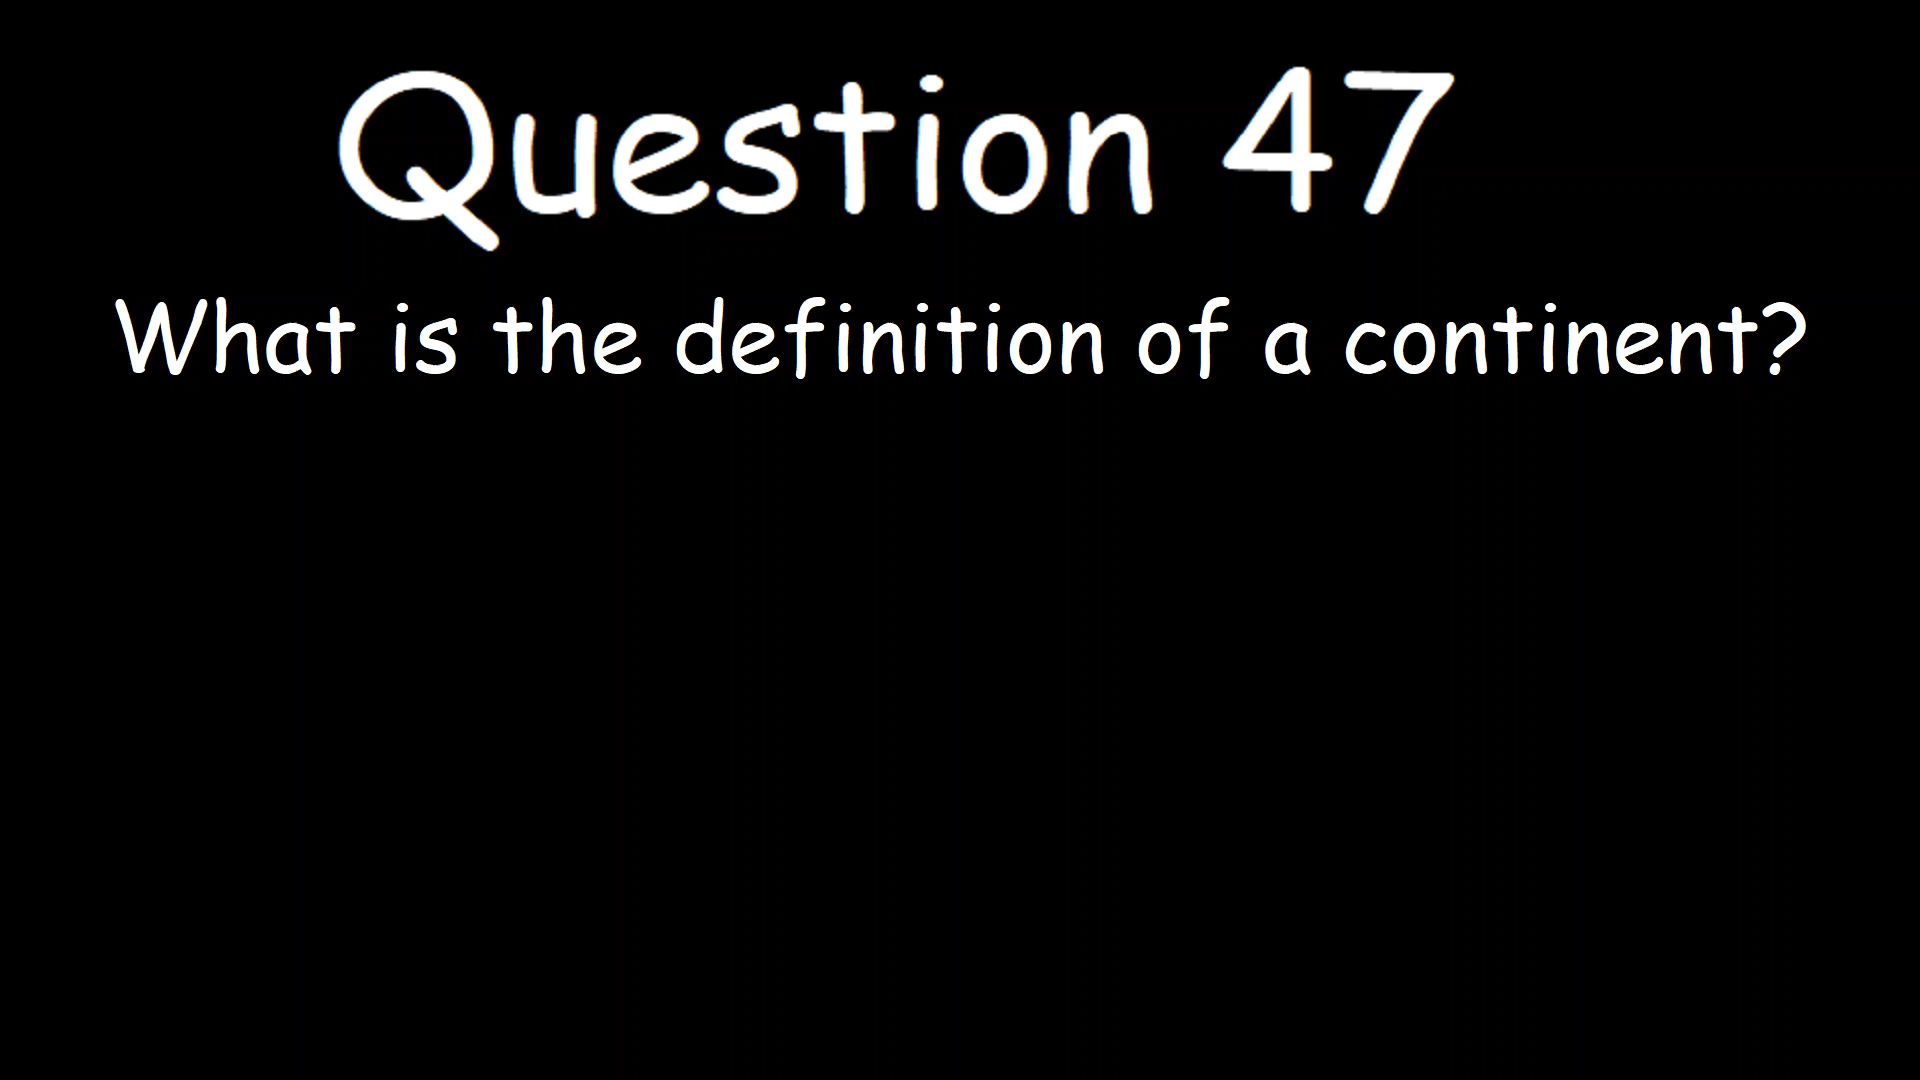 Question 47
What is the definition of a continent?